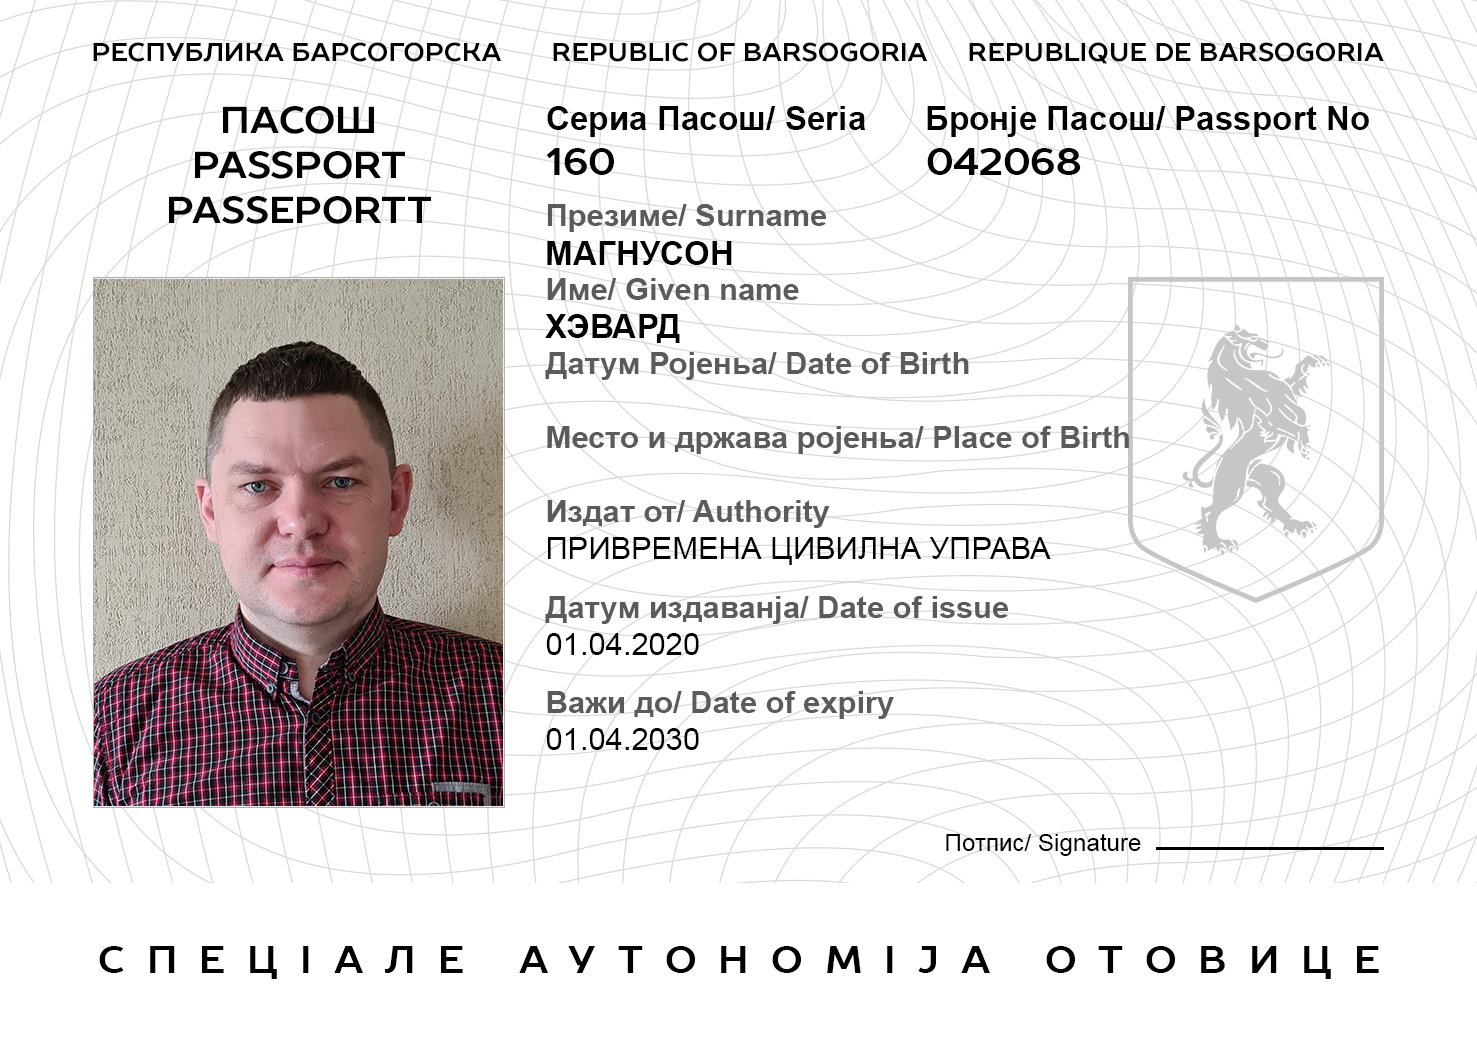 РЕСПУБЛИКА БАРСОГОРСКА REPUBLIC OF BARSOGORIA REPUBLIQUE DE BARSOGORIA
ПАСОШ
PASSPORT
PASSEPORTT
Сериа Пасош/ Seria Бронје Пасош/ Passport No
160 042068
Презиме/ Surname
МАГНУСОН
Име/ Given name
ХЭВАРД
Датум Ројења/ Date of Birth
Место и држава ројења/ Place of Birth
Издат от/ Authority
ПРИВРЕМЕНА ЦИВИЛНА УПРАВА
Датум издаванја/ Date of issue
01.04.2020
Важи до/ Date of expiry
01.04.2030
Потпис/ Signature
СПЕЦІАЛЕ АУТОНОМІЈА ОТОВИЦЕ